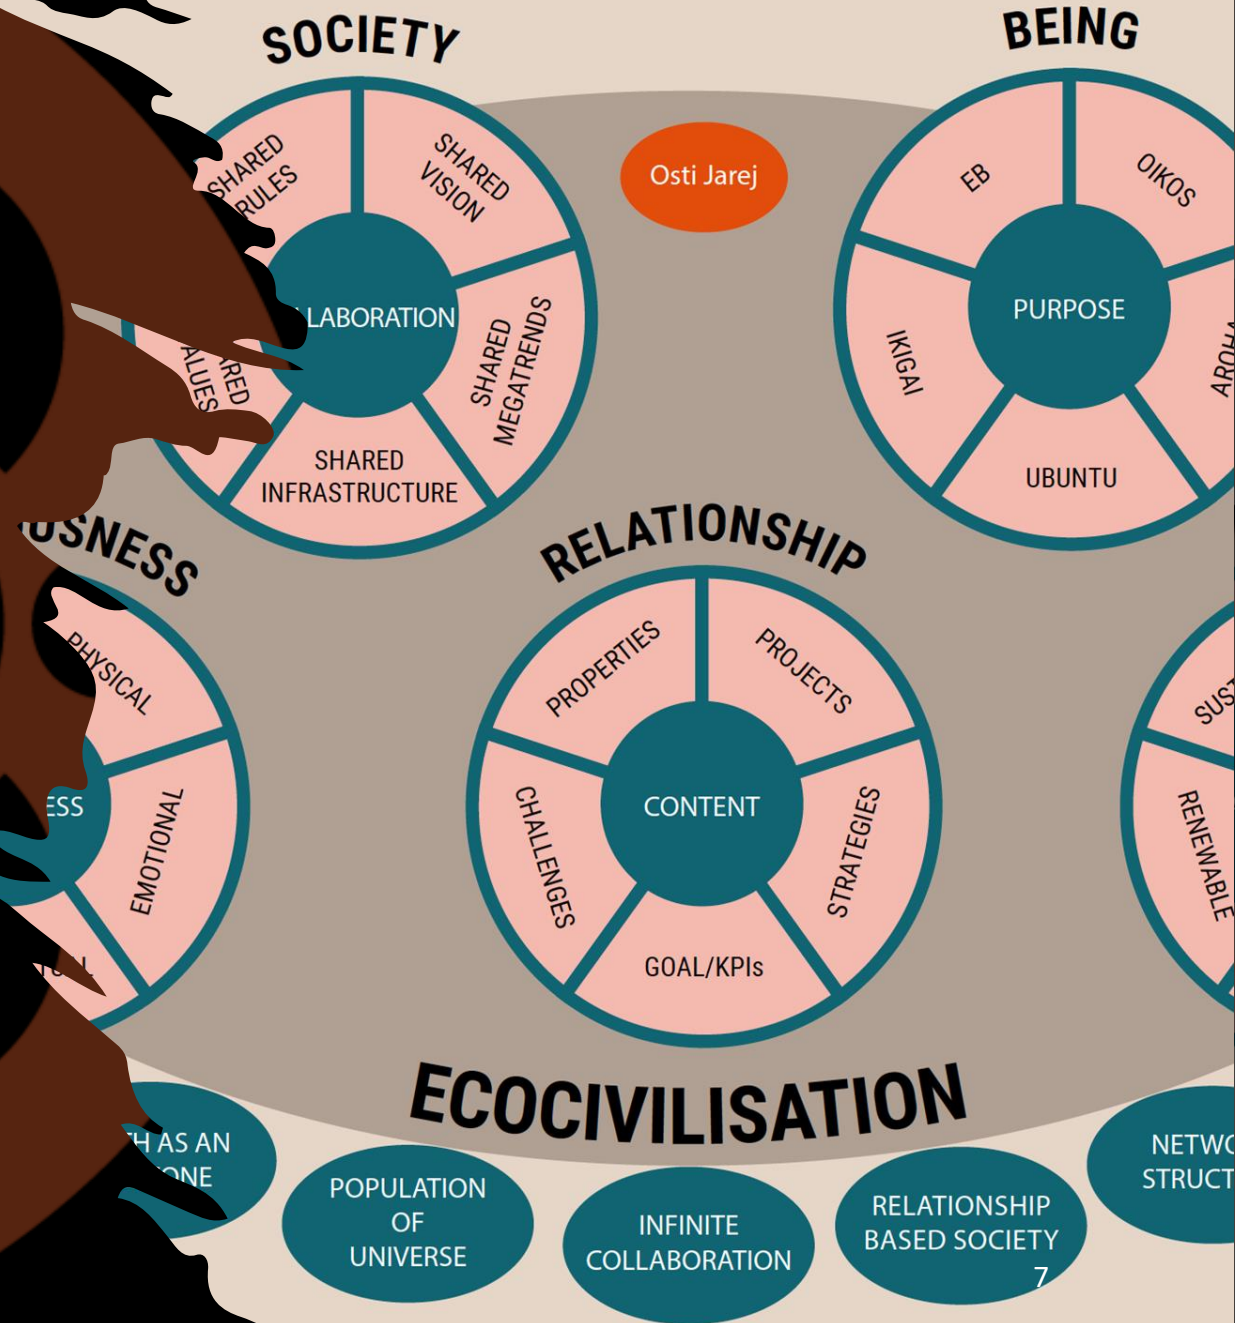 SOCIETY
BEING
Osti Jarej
SHARED
RULES
SHARED
VISION
SHARED
MEGATRENDS
SHARED
INFRASTRUCTURE
LABORATION
EB
OIKOS
IKIGAI
UBUNTU
PURPOSE
RELATIONSHIP
PHYSICAL
EMOTIONAL
PROPERTIES
PROJECTS
CHALLENGES
STRATEGIES
GOAL/KPIs
CONTENT
RENEWABLE
ECOCIVILISATION
AS AN
POPULATION
OF
UNIVERSE
INFINITE
COLLABORATION
RELATIONSHIP
BASED SOCIETY
7